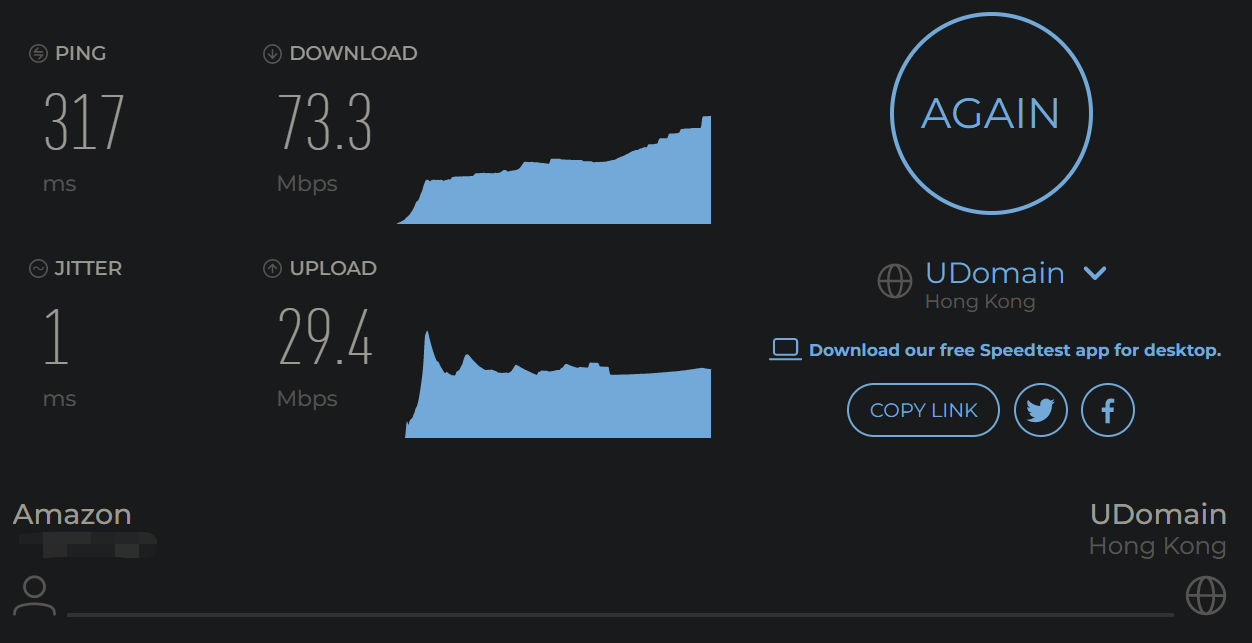 PING
317
ms
DOWNLOAD
73.3
Mbps
JITTER
1
ms
UPLOAD
29.4
Mbps
AGAIN
UDomain
Hong Kong
Download our free Speedtest app for desktop.
COPY LINK
Amazon
UDomain
Hong Kong